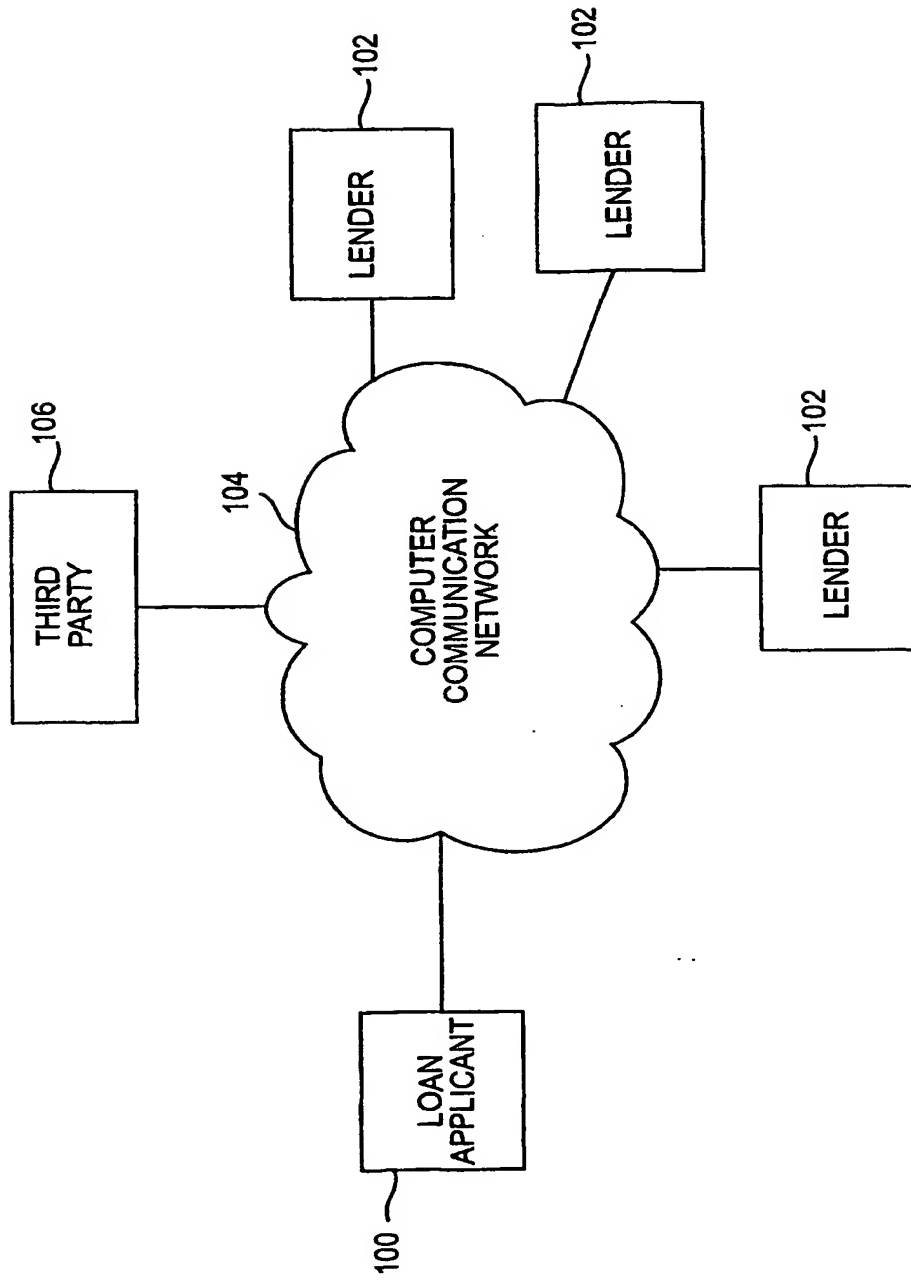 106
THIRD
PARTY
104
102
LENDER
102
LENDER
COMPUTER
COMMUNICATION
NETWORK
102
LENDER
LOAN
APPLICANT
100